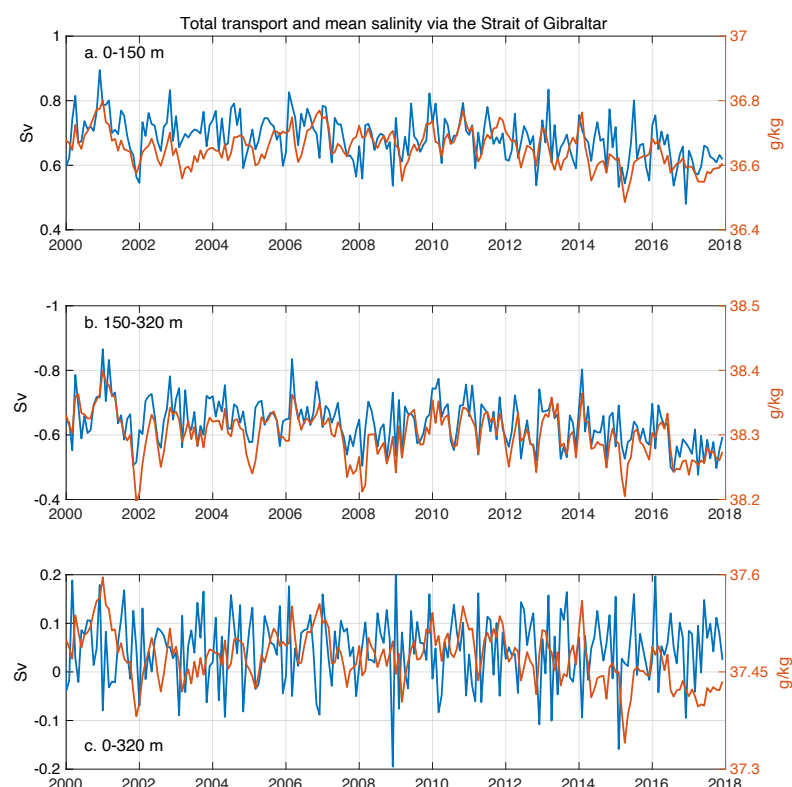 Total transport and mean salinity via the Strait of Gibraltar
a. 0-150 m
1
0.8
0.6
0.4
Sv
37
36.8
36.6
36.4
g/kg
2000 2002 2004 2006 2008 2010 2012 2014 2016 2018
b. 150-320 m
-1
-0.8
-0.6
-0.4
Sv
38.5
38.4
38.3
38.2
g/kg
2000 2002 2004 2006 2008 2010 2012 2014 2016 2018
0.2
0.1
0
-0.1
-0.2
Sv
37.6
37.45
37.3
g/kg
c. 0-320 m
2000 2002 2004 2006 2008 2010 2012 2014 2016 2018